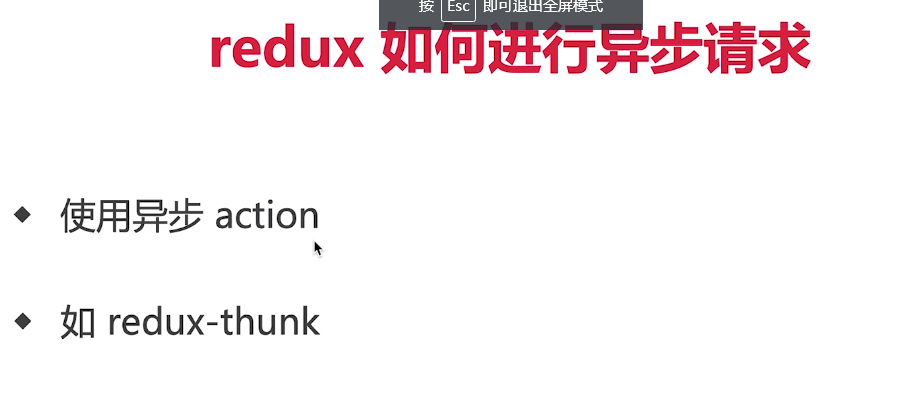 按 Esc 即可退出全屏模式
redux 如何进行异步请求
使用异步 action
如 redux-thunk